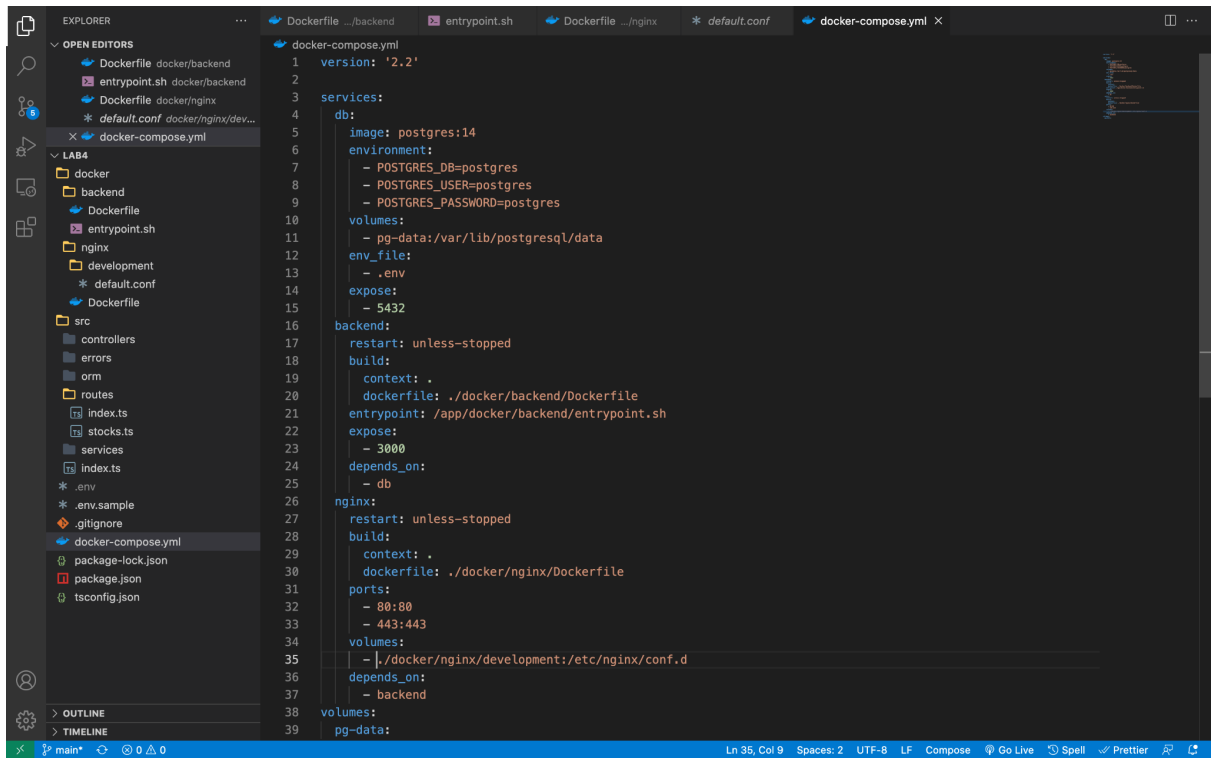 EXPLORER ...
OPEN EDITORS
Dockerfile docker/backend
entrypoint.sh docker/backend
Dockerfile docker/nginx
default.conf docker/nginx/dev...
docker-compose.yml
LAB4
docker
backend
Dockerfile
entrypoint.sh
nginx
development
default.conf
Dockerfile
src
controllers
errors
orm
routes
TS index.ts
TS stocks.ts
services
TS index.ts
.env
.env.sample
.gitignore
docker-compose.yml
package-lock.json
package.json
tsconfig.json
OUTLINE
TIMELINE
5
Dockerfile .../backend entrypoint.sh Dockerfile .../nginx default.conf docker-compose.yml
docker-compose.yml
1 version: '2.2'
2
3 services:
4 db:
5 image: postgres:14
6 environment:
7 - POSTGRES_DB=postgres
8 - POSTGRES_USER=postgres
9 - POSTGRES_PASSWORD=postgres
10 volumes:
11 - pg-data:/var/lib/postgresql/data
12 env_file:
13 - .env
14 expose:
15 - 5432
16 backend:
17 restart: unless-stopped
18 build:
19 context: .
20 dockerfile: ./docker/backend/Dockerfile
21 entrypoint: /app/docker/backend/entrypoint.sh
22 expose:
23 - 3000
24 depends_on:
25 - db
26 nginx:
27 restart: unless-stopped
28 build:
29 context: .
30 dockerfile: ./docker/nginx/Dockerfile
31 ports:
32 - 80:80
33 - 443:443
34 volumes:
35 - ./docker/nginx/development:/etc/nginx/conf.d
36 depends_on:
37 - backend
38 volumes:
39 pg-data:
main* 0 0 Ln 35, Col 9 Spaces: 2 UTF-8 LF Compose Go Live Spell Prettier